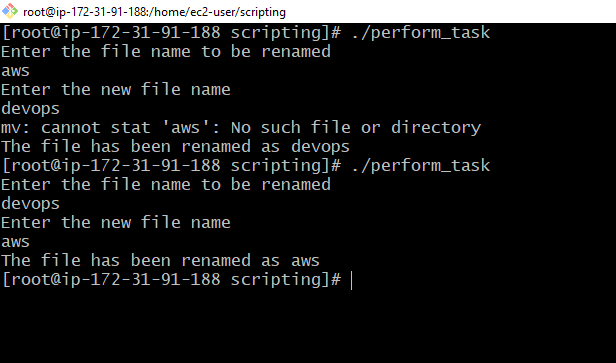 root@ip-172-31-91-188:/home/ec2-user/scripting
[root@ip-172-31-91-188 scripting]# ./perform_task
Enter the file name to be renamed
aws
Enter the new file name
devops
mv: cannot stat 'aws': No such file or directory
The file has been renamed as devops
[root@ip-172-31-91-188 scripting]# ./perform_task
Enter the file name to be renamed
devops
Enter the new file name
aws
The file has been renamed as aws
[root@ip-172-31-91-188 scripting]#